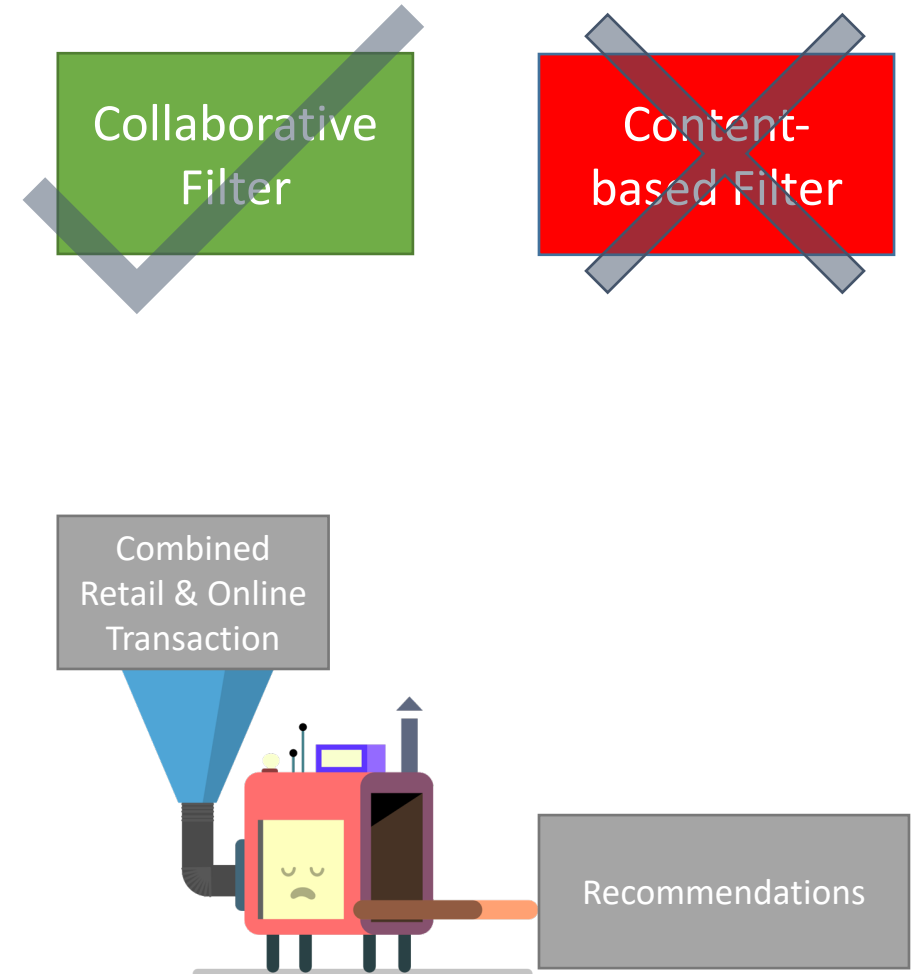 Collaborative
Filter
Content-
based Filter
Combined
Retail & Online
Transaction
Recommendations